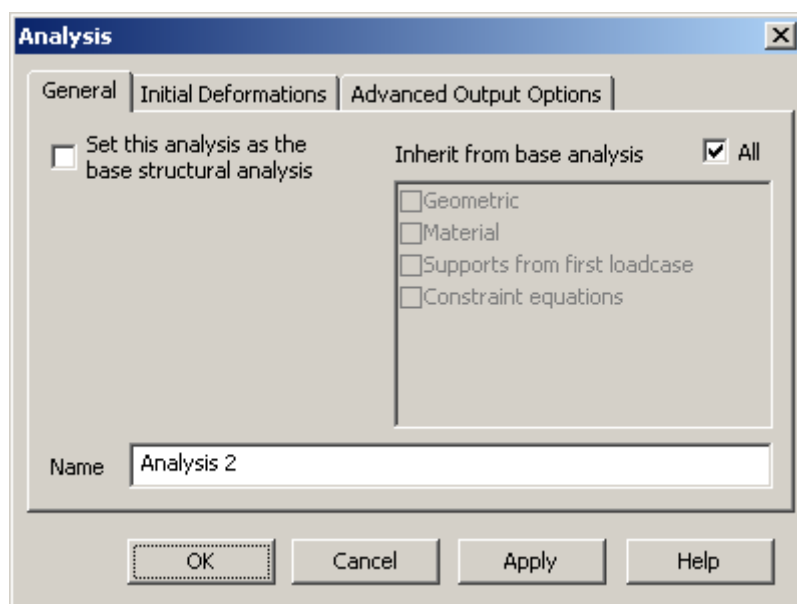 Analysis
General
Initial Deformations
Advanced Output Options
Set this analysis as the
base structural analysis
Inherit from base analysis
All
Geometric
Material
Supports from first loadcase
Constraint equations
Name
Analysis 2
OK
Cancel
Apply
Help